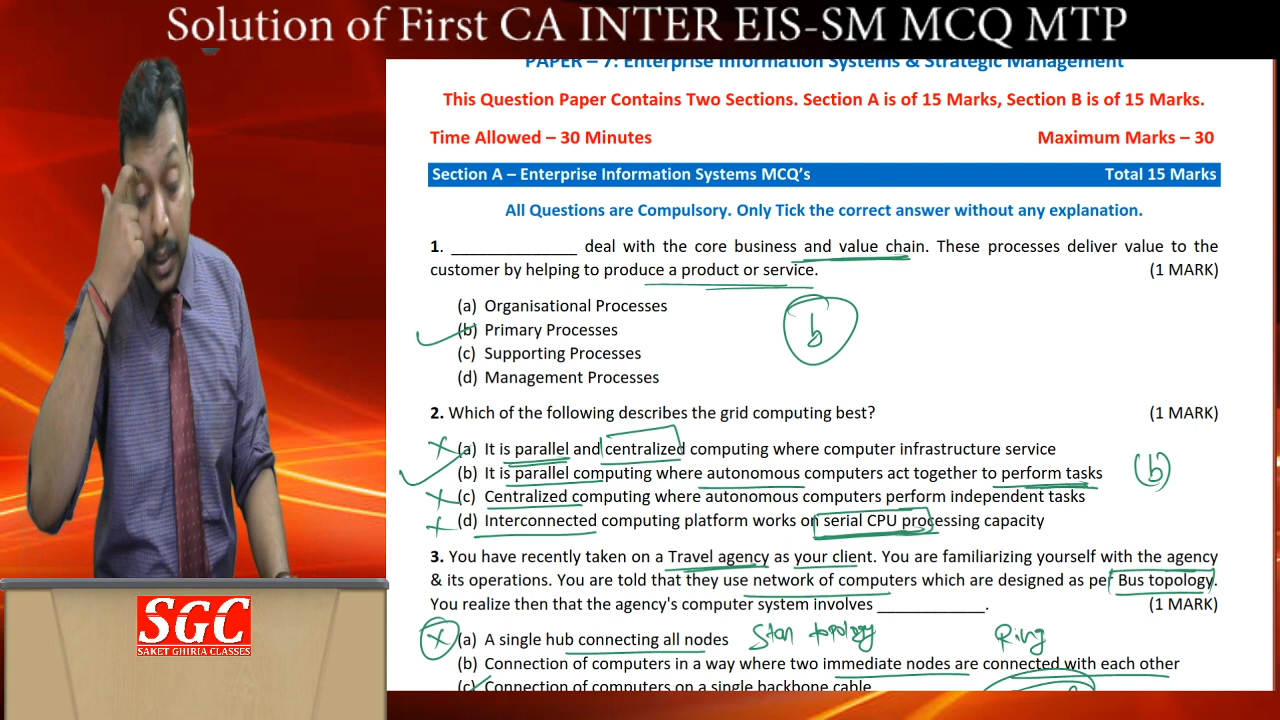 Solution of First CA INTER EIS-SM MCQ MTP
PAPER – 7: Enterprise Information Systems & Strategic Management
This Question Paper Contains Two Sections. Section A is of 15 Marks, Section B is of 15 Marks.
Time Allowed – 30 Minutes Maximum Marks – 30
Section A – Enterprise Information Systems MCQ's Total 15 Marks
All Questions are Compulsory. Only Tick the correct answer without any explanation.
1. ______________ deal with the core business and value chain. These processes deliver value to the
customer by helping to produce a product or service. (1 MARK)
(a) Organisational Processes
(b) Primary Processes
b
(c) Supporting Processes
(d) Management Processes
2. Which of the following describes the grid computing best? (1 MARK)
(a) It is parallel and centralized computing where computer infrastructure service
(b) It is parallel computing where autonomous computers act together to perform tasks (b)
(c) Centralized computing where autonomous computers perform independent tasks
(d) Interconnected computing platform works on serial CPU processing capacity
3. You have recently taken on a Travel agency as your client. You are familiarizing yourself with the agency
& its operations. You are told that they use network of computers which are designed as per Bus topology.
You realize then that the agency's computer system involves ____________. (1 MARK)
(a) A single hub connecting all nodes Star topology Ring
(b) Connection of computers in a way where two immediate nodes are connected with each other
(c) Connection of computers on a single backbone cable
SGC
SAKET GHIRIA CLASSES